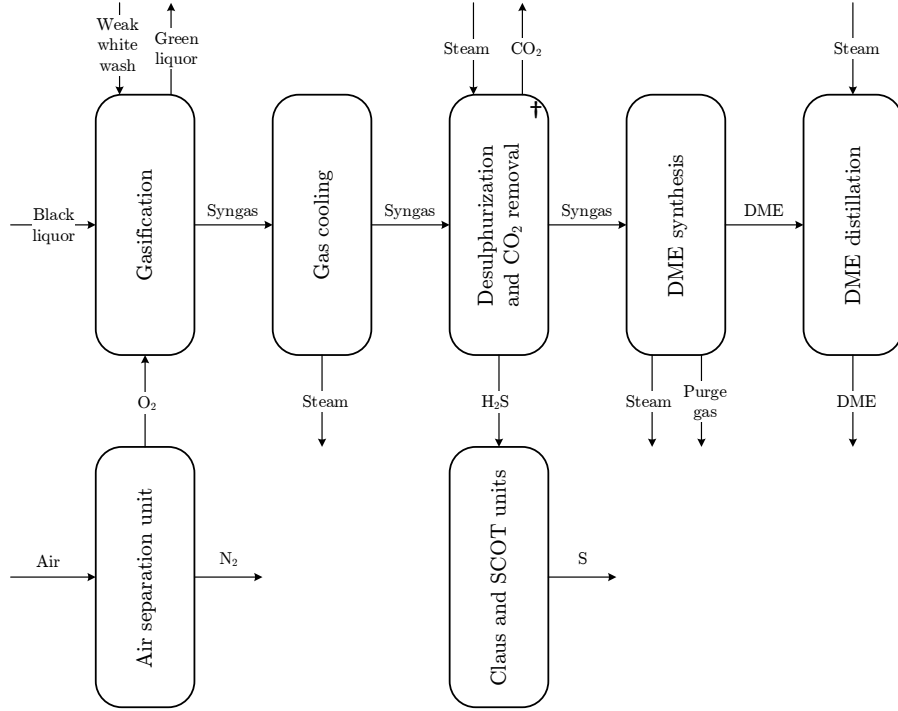 Weak
white
wash
Green
liquor
Steam
CO₂
Steam
†
Gasification
Gas cooling
Desulphurization
and CO₂ removal
DME synthesis
DME distillation
Black
liquor
Syngas
Syngas
Syngas
DME
O₂
Steam
H₂S
Steam
Purge
gas
DME
Air separation unit
Claus and SCOT units
Air
N₂
S